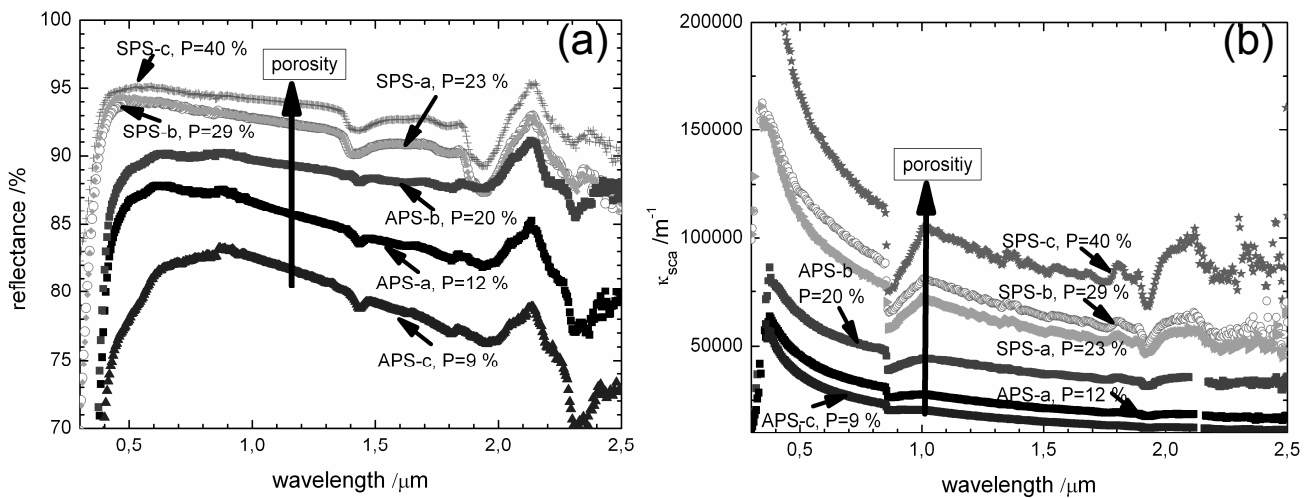 (a)
100
95
90
85
80
75
70
reflectance /%
SPS-c, P=40 %
porosity
SPS-a, P=23 %
SPS-b, P=29 %
APS-b, P=20 %
APS-a, P=12 %
APS-c, P=9 %
0,5 1,0 1,5 2,0 2,5
wavelength /μm
(b)
200000
150000
100000
50000
κsca /m⁻¹
porositiy
SPS-c, P=40 %
APS-b
P=20 %
SPS-b, P=29 %
SPS-a, P=23 %
APS-a, P=12 %
APS-c, P=9 %
0,5 1,0 1,5 2,0 2,5
wavelength /μm